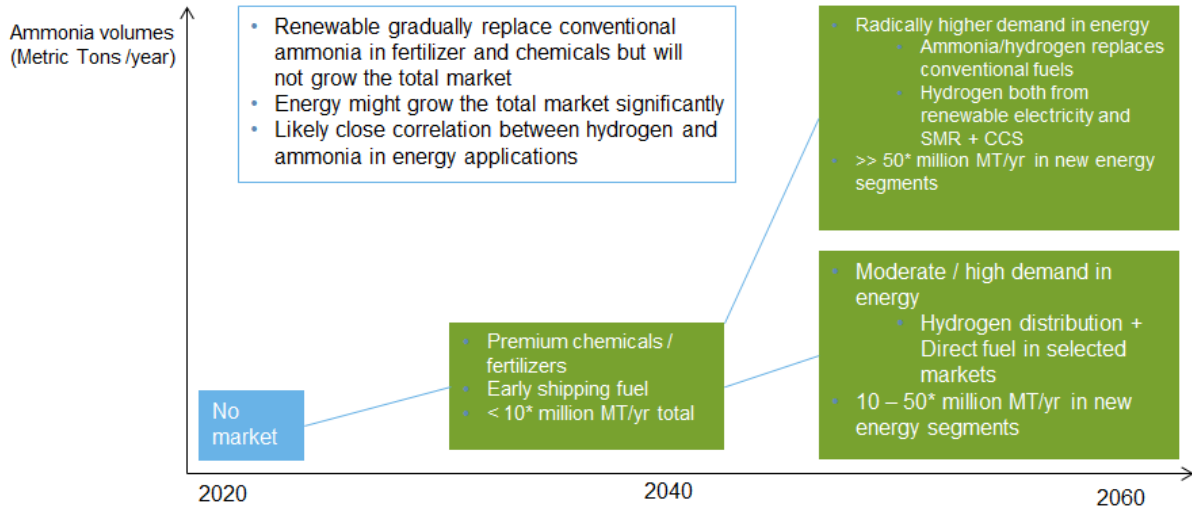 Ammonia volumes
(Metric Tons /year)
• Renewable gradually replace conventional
ammonia in fertilizer and chemicals but will
not grow the total market
• Energy might grow the total market significantly
• Likely close correlation between hydrogen and
ammonia in energy applications
• Radically higher demand in energy
• Ammonia/hydrogen replaces
conventional fuels
• Hydrogen both from
renewable electricity and
SMR + CCS
• >> 50* million MT/yr in new energy
segments
• Moderate / high demand in
energy
• Hydrogen distribution +
Direct fuel in selected
markets
• 10 – 50* million MT/yr in new
energy segments
• Premium chemicals /
fertilizers
• Early shipping fuel
• < 10* million MT/yr total
No
market
2020
2040
2060